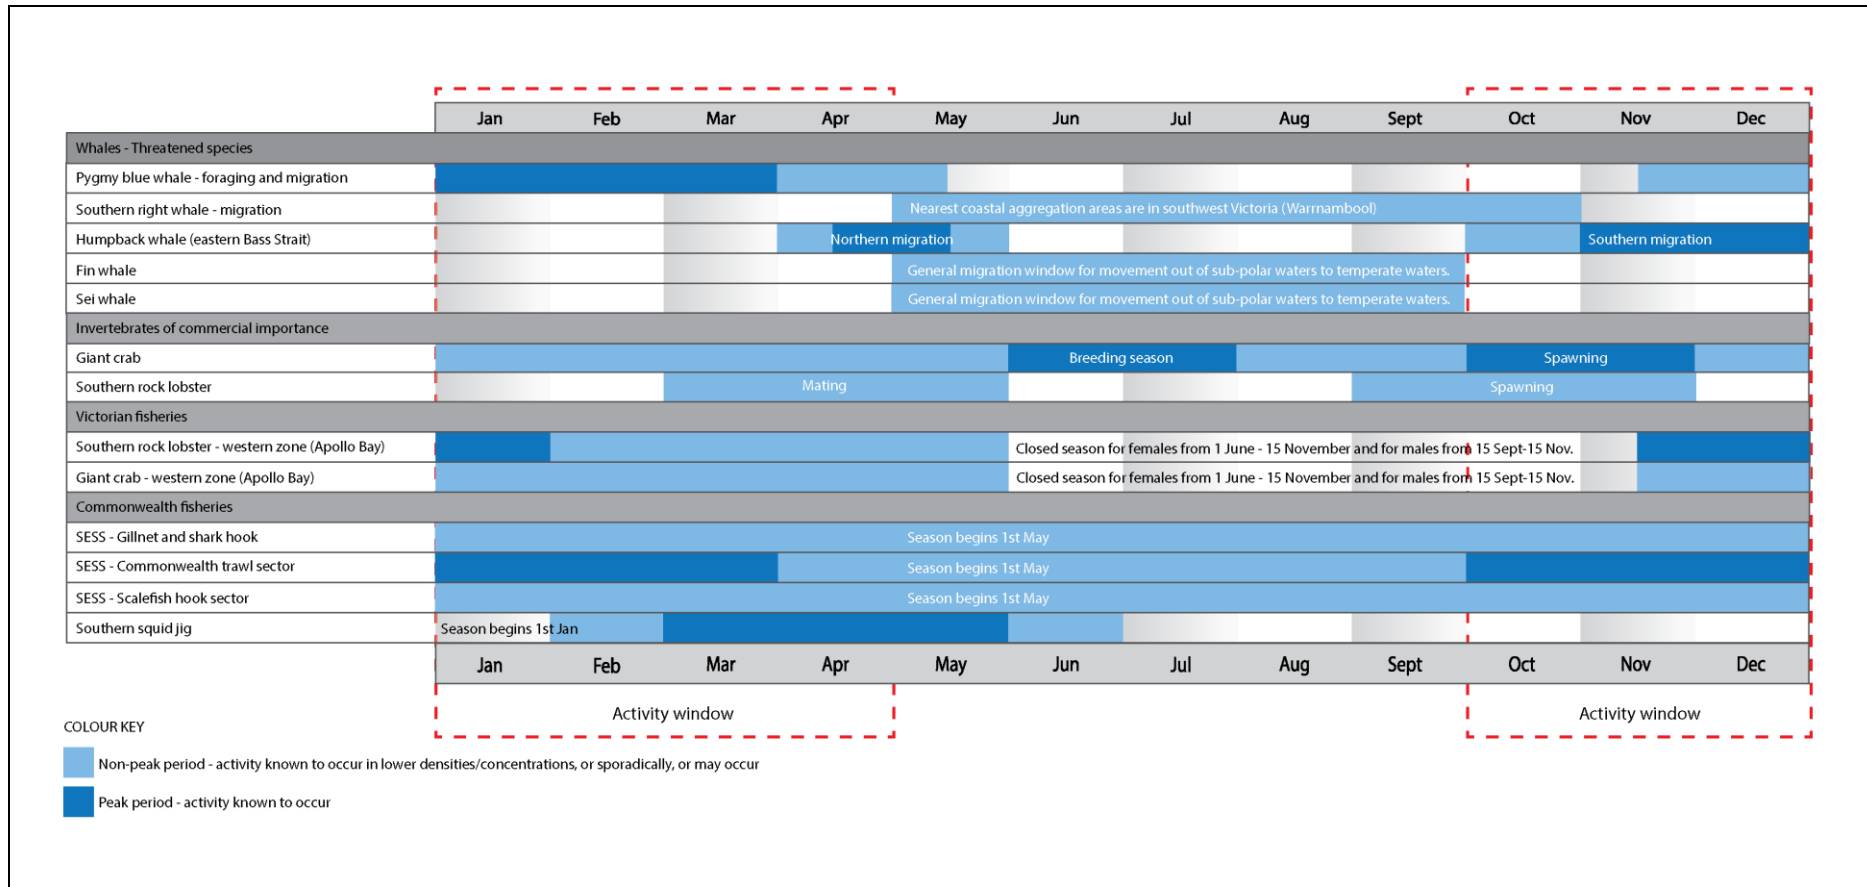 Jan Feb Mar Apr May Jun Jul Aug Sept Oct Nov Dec
Whales - Threatened species
Pygmy blue whale - foraging and migration
Southern right whale - migration Nearest coastal aggregation areas are in southwest Victoria (Warrnambool)
Humpback whale (eastern Bass Strait) Northern migration Southern migration
Fin whale General migration window for movement out of sub-polar waters to temperate waters.
Sei whale General migration window for movement out of sub-polar waters to temperate waters.
Invertebrates of commercial importance
Giant crab Breeding season Spawning
Southern rock lobster Mating Spawning
Victorian fisheries
Southern rock lobster - western zone (Apollo Bay) Closed season for females from 1 June - 15 November and for males from 15 Sept-15 Nov.
Giant crab - western zone (Apollo Bay) Closed season for females from 1 June - 15 November and for males from 15 Sept-15 Nov.
Commonwealth fisheries
SESS - Gillnet and shark hook Season begins 1st May
SESS - Commonwealth trawl sector Season begins 1st May
SESS - Scalefish hook sector Season begins 1st May
Southern squid jig Season begins 1st Jan
Jan Feb Mar Apr May Jun Jul Aug Sept Oct Nov Dec
Activity window Activity window
COLOUR KEY
Non-peak period - activity known to occur in lower densities/concentrations, or sporadically, or may occur
Peak period - activity known to occur